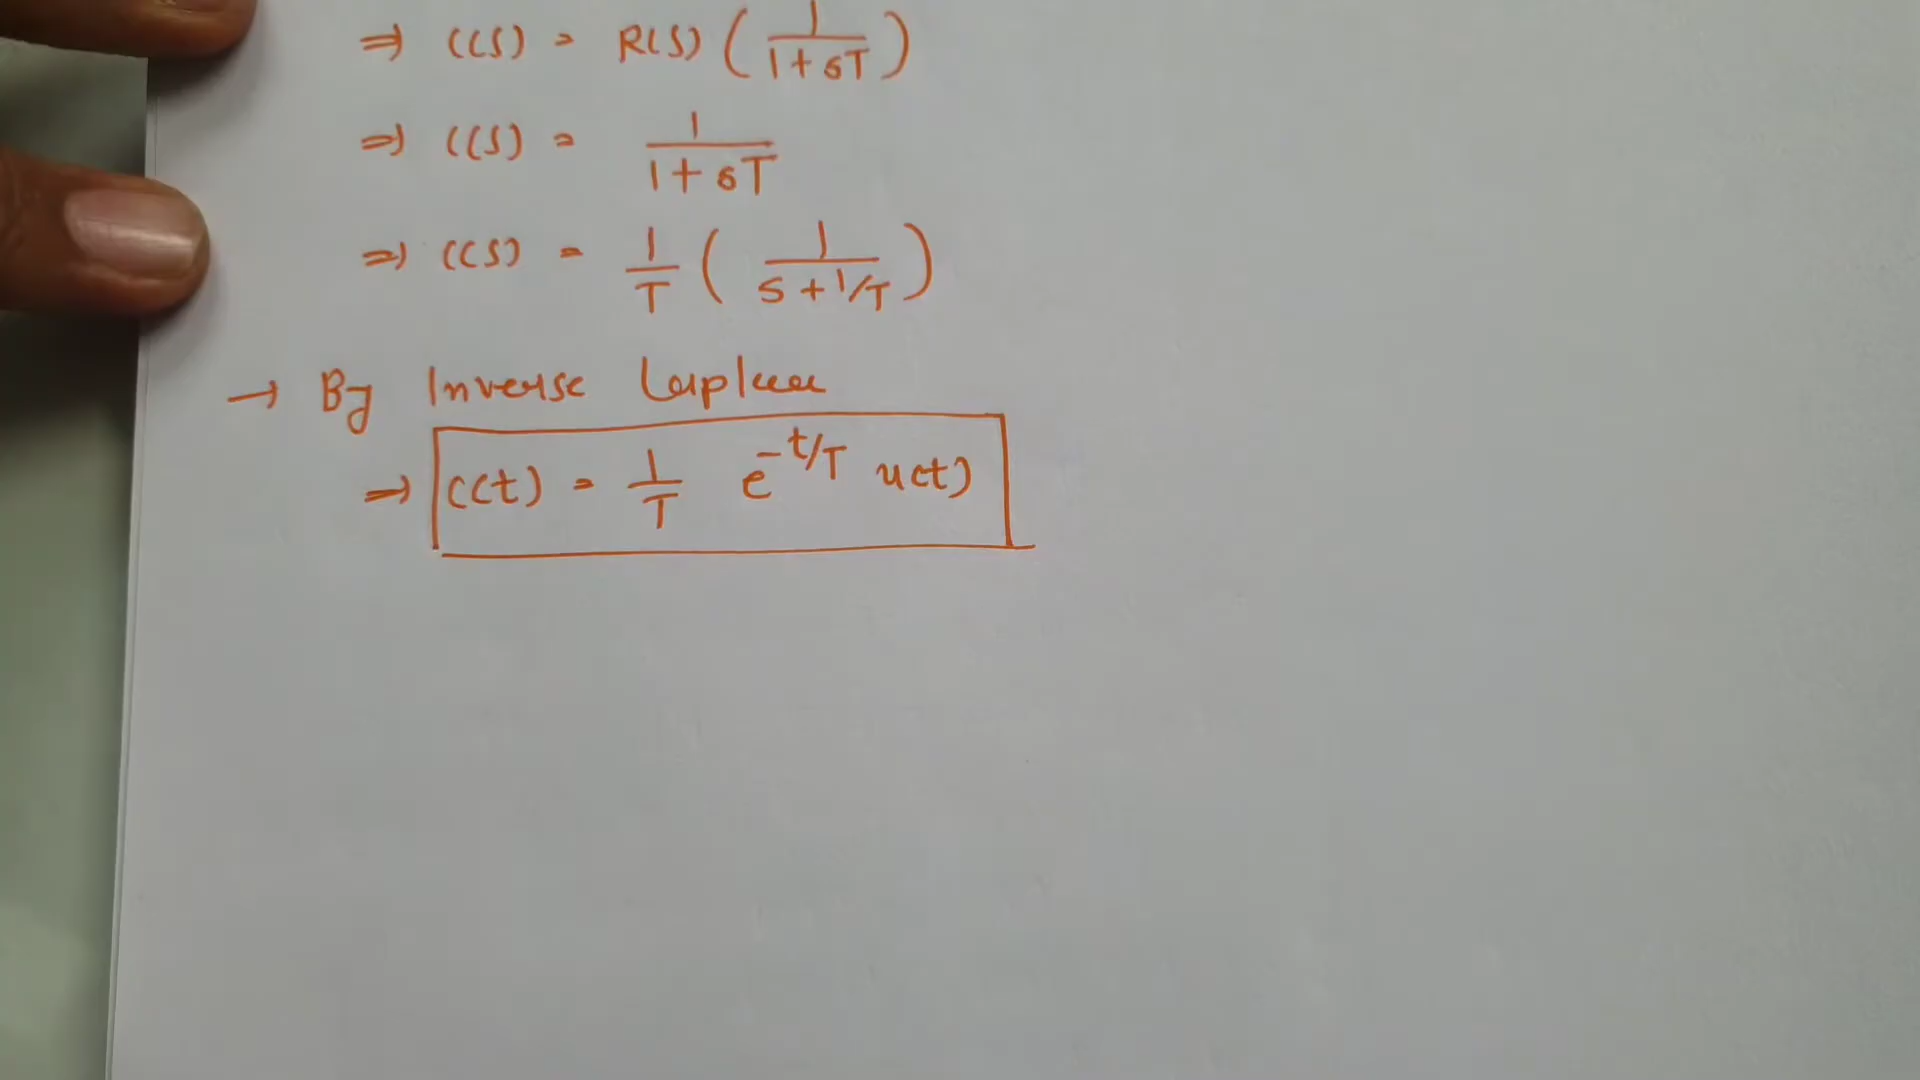 ⇒ C(S) = R(S) ( 1 / 1+sT )
⇒ C(S) = 1 / 1+sT
⇒ C(S) = 1/T ( 1 / S+1/T )
→ By Inverse Laplace
⇒ C(t) = 1/T e^-t/T u(t)